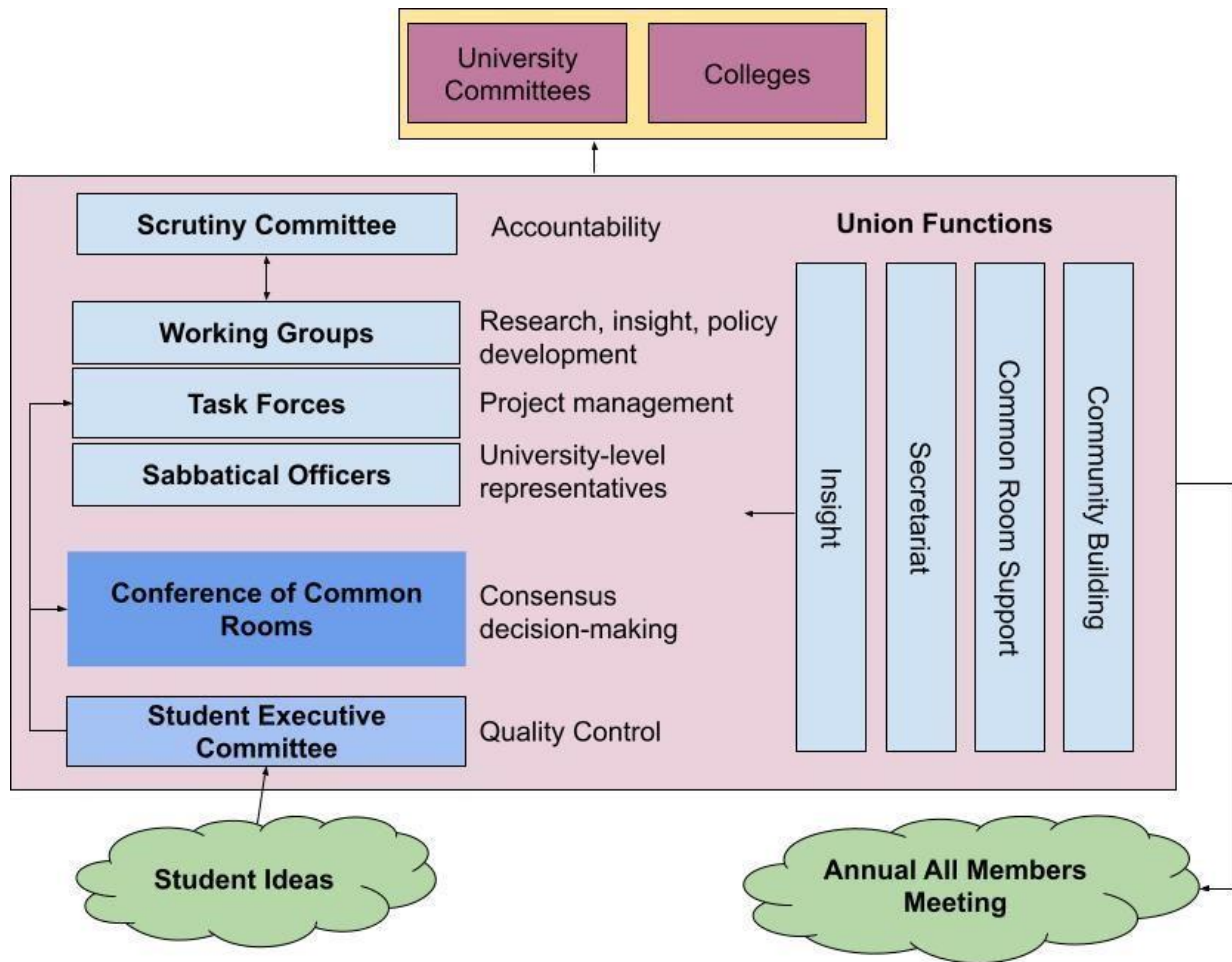 University
Committees
Colleges
Scrutiny Committee
Accountability
Union Functions
Working Groups
Research, insight, policy
development
Task Forces
Project management
Sabbatical Officers
University-level
representatives
Conference of Common
Rooms
Consensus
decision-making
Student Executive
Committee
Quality Control
Insight
Secretariat
Common Room Support
Community Building
Student Ideas
Annual All Members
Meeting